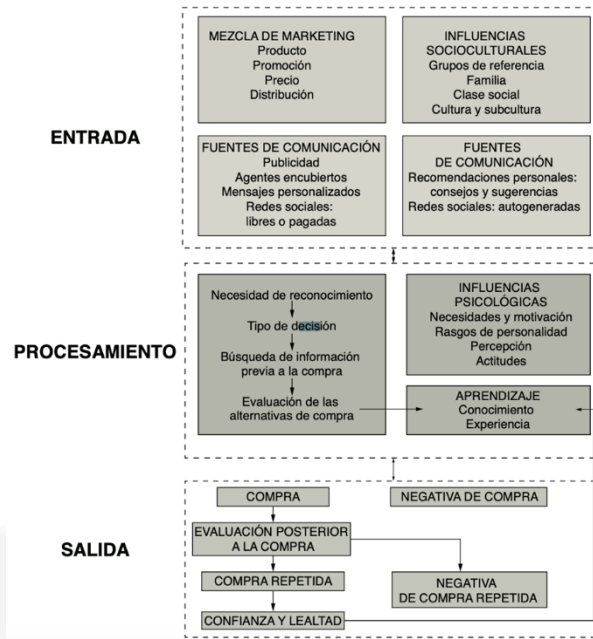 ENTRADA
MEZCLA DE MARKETING
Producto
Promoción
Precio
Distribución
INFLUENCIAS
SOCIOCULTURALES
Grupos de referencia
Familia
Clase social
Cultura y subcultura
FUENTES DE COMUNICACIÓN
Publicidad
Agentes encubiertos
Mensajes personalizados
Redes sociales:
libres o pagadas
FUENTES
DE COMUNICACIÓN
Recomendaciones personales:
consejos y sugerencias
Redes sociales: autogeneradas
PROCESAMIENTO
Necesidad de reconocimiento
Tipo de decisión
Búsqueda de información
previa a la compra
Evaluación de las
alternativas de compra
INFLUENCIAS
PSICOLÓGICAS
Necesidades y motivación
Rasgos de personalidad
Percepción
Actitudes
APRENDIZAJE
Conocimiento
Experiencia
SALIDA
COMPRA
NEGATIVA DE COMPRA
EVALUACIÓN POSTERIOR
A LA COMPRA
COMPRA REPETIDA
NEGATIVA
DE COMPRA REPETIDA
CONFIANZA Y LEALTAD